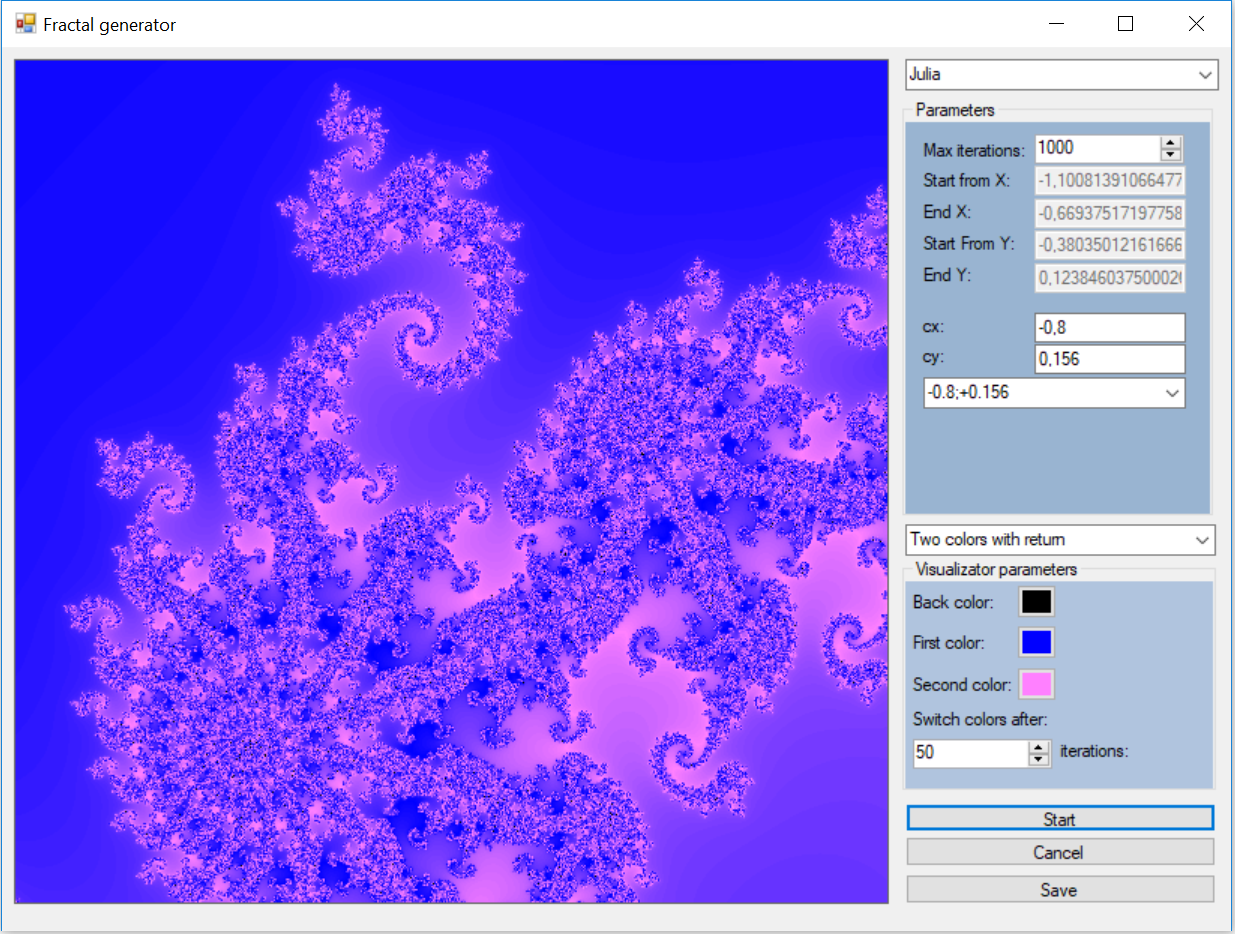 Fractal generator
Julia
Parameters
Max iterations: 1000
Start from X: -1,10081391066477
End X: -0,66937517197758
Start From Y: -0,38035012161666
End Y: 0,12384603750002
cx: -0,8
cy: 0,156
-0.8;+0.156
Two colors with return
Visualizator parameters
Back color:
First color:
Second color:
Switch colors after:
50 iterations:
Start
Cancel
Save